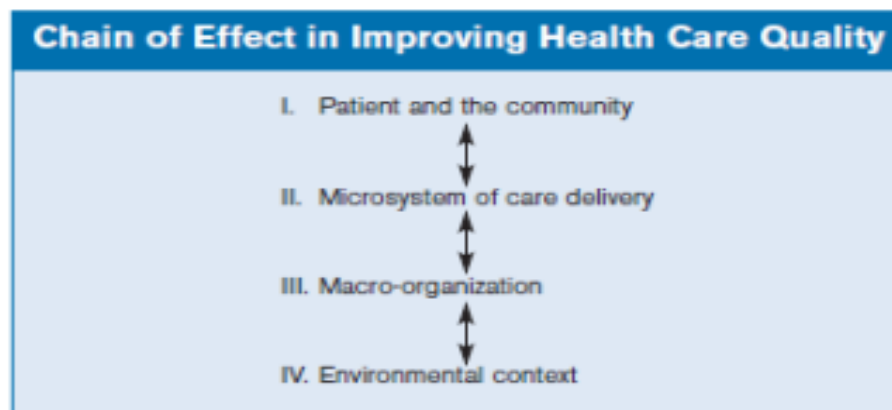 Chain of Effect in Improving Health Care Quality
I. Patient and the community
II. Microsystem of care delivery
III. Macro-organization
IV. Environmental context